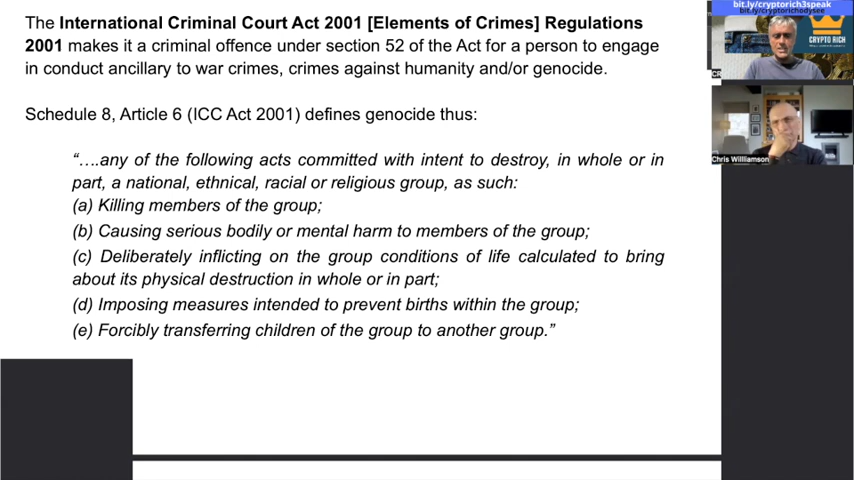 The International Criminal Court Act 2001 [Elements of Crimes] Regulations
2001 makes it a criminal offence under section 52 of the Act for a person to engage
in conduct ancillary to war crimes, crimes against humanity and/or genocide.
Schedule 8, Article 6 (ICC Act 2001) defines genocide thus:
“….any of the following acts committed with intent to destroy, in whole or in
part, a national, ethnical, racial or religious group, as such:
(a) Killing members of the group;
(b) Causing serious bodily or mental harm to members of the group;
(c) Deliberately inflicting on the group conditions of life calculated to bring
about its physical destruction in whole or in part;
(d) Imposing measures intended to prevent births within the group;
(e) Forcibly transferring children of the group to another group.”
bit.ly/cryptorich3speak
bit.ly/cryptorichodysee
CRYPTO RICH
Chris Williamson